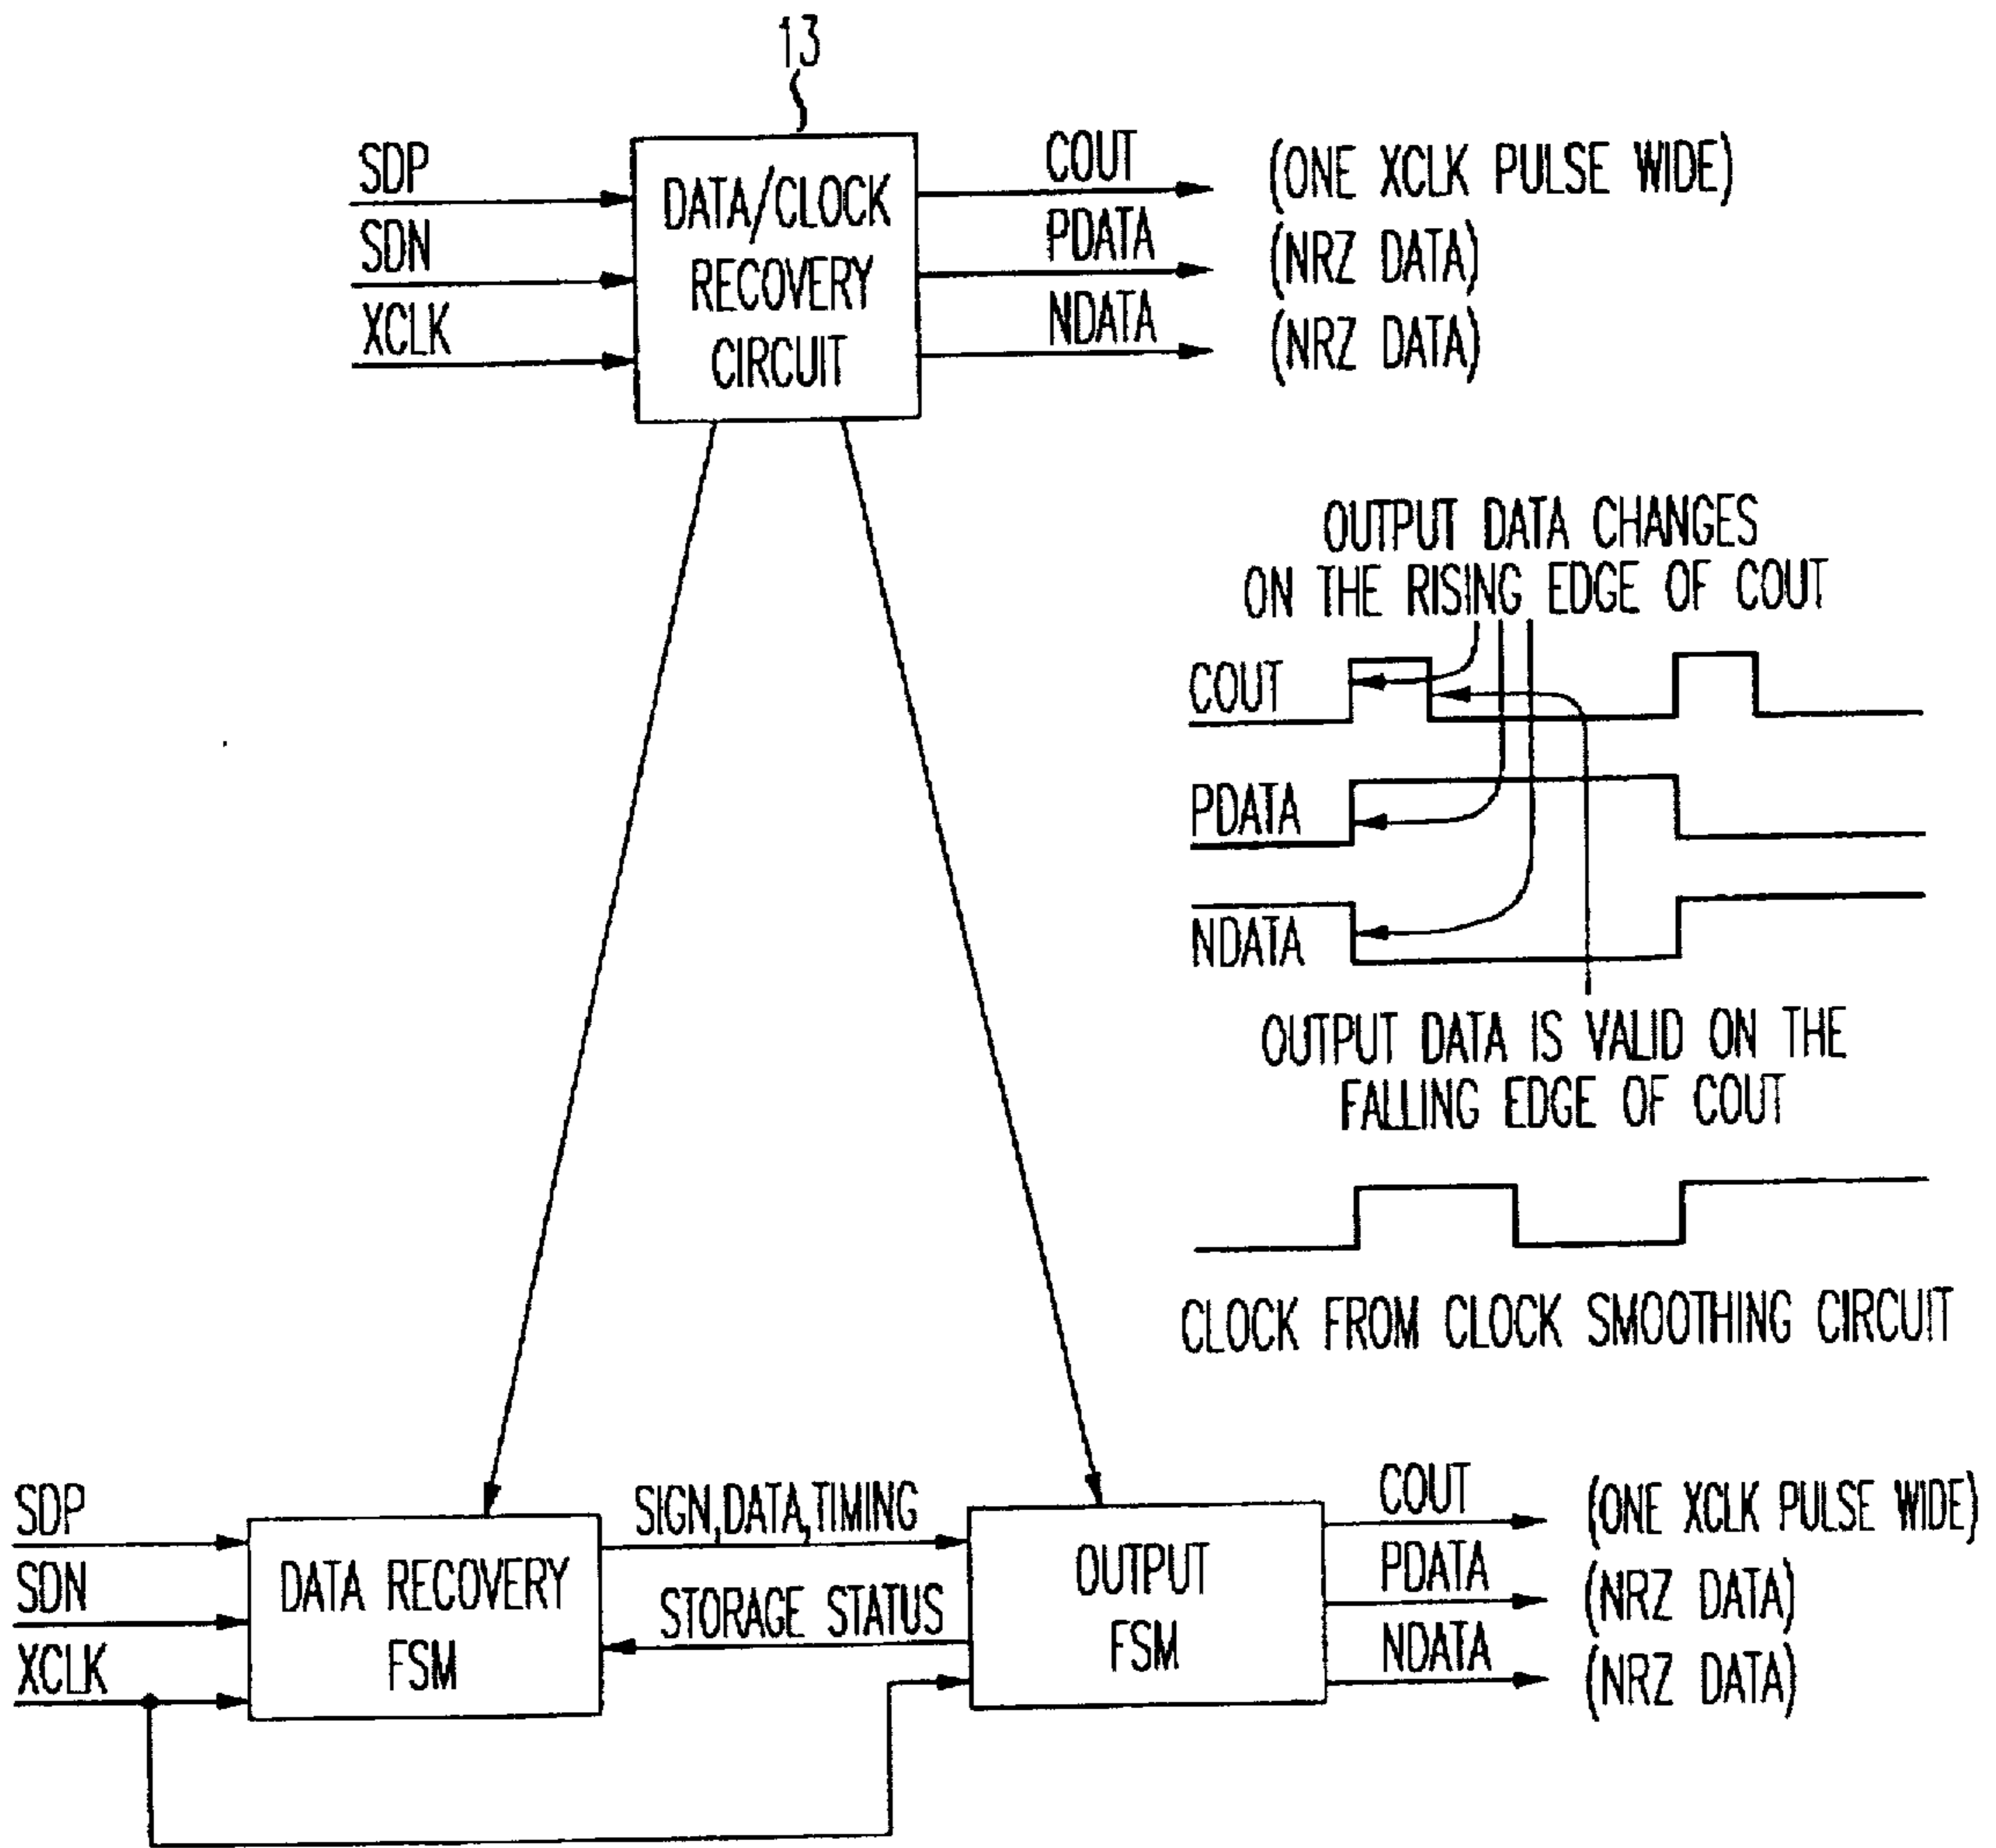 13
SDP
SDN
XCLK
DATA/CLOCK
RECOVERY
CIRCUIT
COUT
PDATA
NDATA
(ONE XCLK PULSE WIDE)
(NRZ DATA)
(NRZ DATA)
OUTPUT DATA CHANGES
ON THE RISING EDGE OF COUT
COUT
PDATA
NDATA
OUTPUT DATA IS VALID ON THE
FALLING EDGE OF COUT
CLOCK FROM CLOCK SMOOTHING CIRCUIT
SDP
SDN
XCLK
DATA RECOVERY
FSM
SIGN,DATA,TIMING
STORAGE STATUS
OUTPUT
FSM
COUT
PDATA
NDATA
(ONE XCLK PULSE WIDE)
(NRZ DATA)
(NRZ DATA)